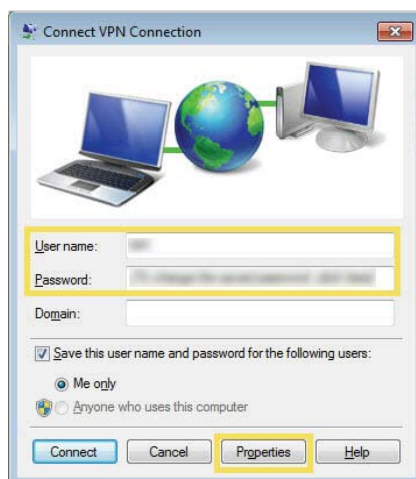 Connect VPN Connection
User name:
Password:
Domain:
Save this user name and password for the following users:
Me only
Anyone who uses this computer
Connect Cancel Properties Help